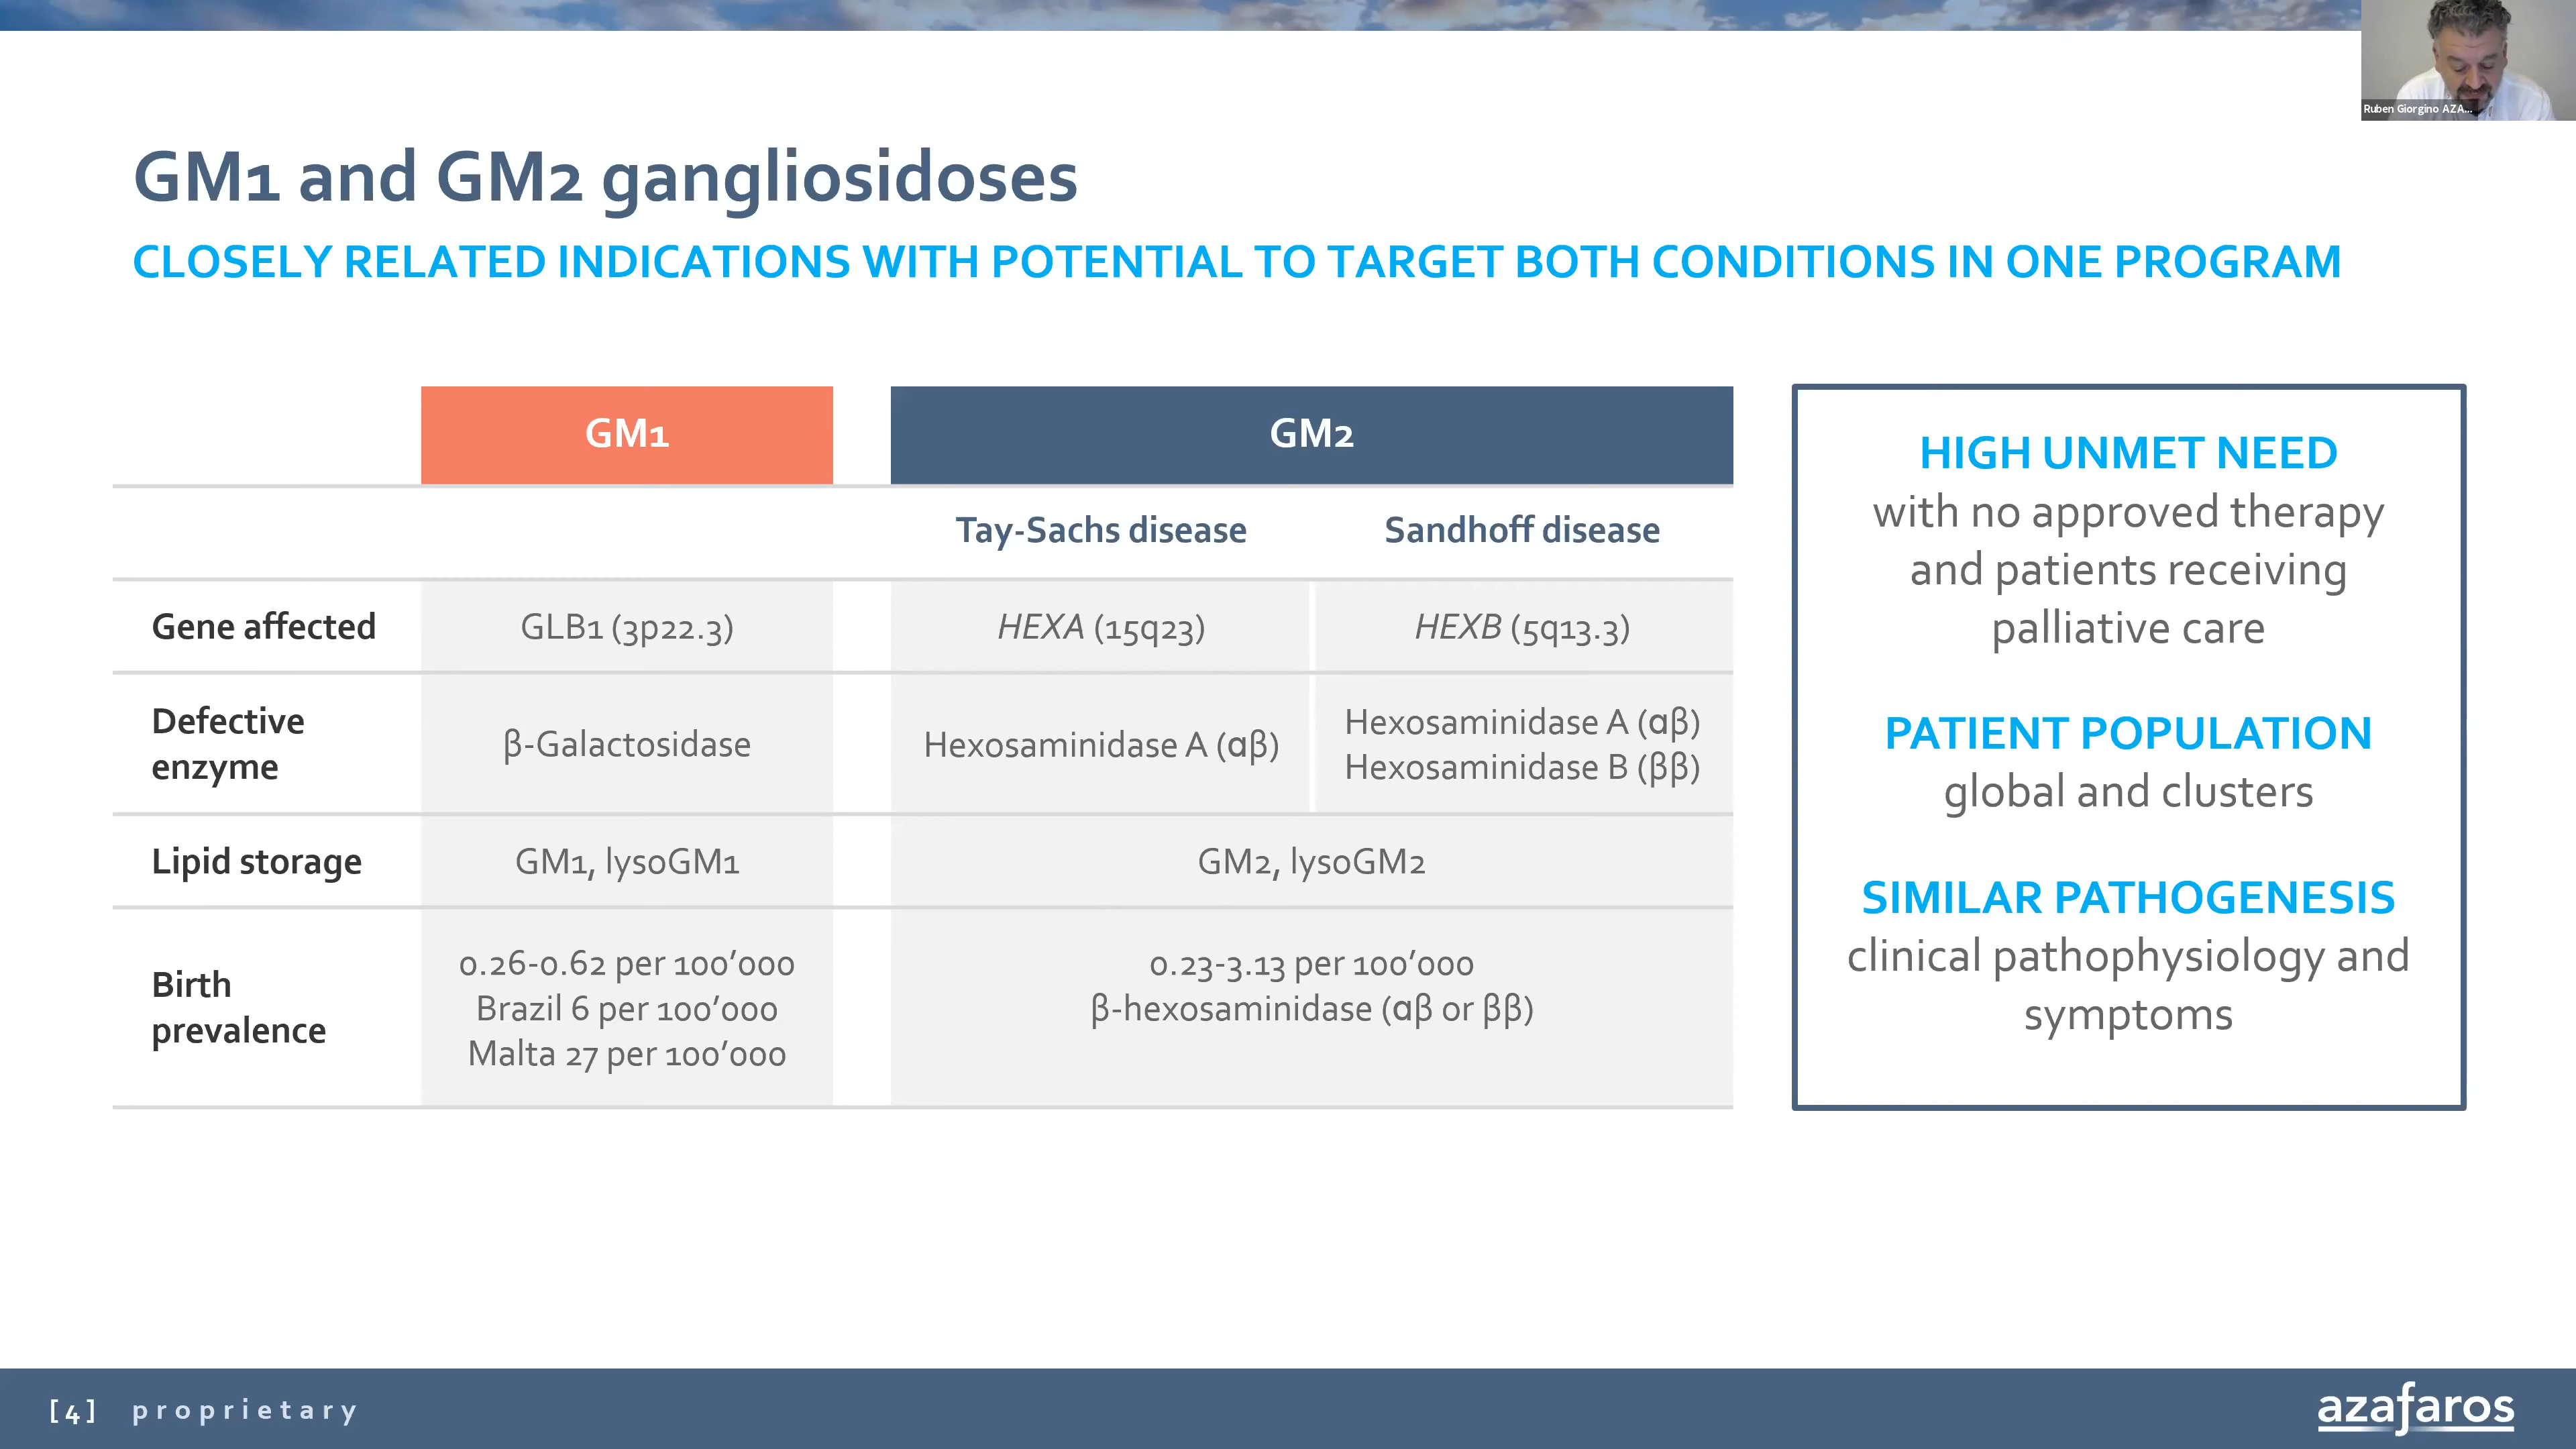 Ruben Giorgino AZA...
GM1 and GM2 gangliosidoses
CLOSELY RELATED INDICATIONS WITH POTENTIAL TO TARGET BOTH CONDITIONS IN ONE PROGRAM
GM1
GM2
Tay-Sachs disease
Sandhoff disease
Gene affected
GLB1 (3p22.3)
HEXA (15q23)
HEXB (5q13.3)
Defective
enzyme
β-Galactosidase
Hexosaminidase A (αβ)
Hexosaminidase A (αβ)
Hexosaminidase B (ββ)
Lipid storage
GM1, lysoGM1
GM2, lysoGM2
Birth
prevalence
0.26-0.62 per 100’000
Brazil 6 per 100’000
Malta 27 per 100’000
0.23-3.13 per 100’000
β-hexosaminidase (αβ or ββ)
HIGH UNMET NEED
with no approved therapy
and patients receiving
palliative care
PATIENT POPULATION
global and clusters
SIMILAR PATHOGENESIS
clinical pathophysiology and
symptoms
[4] proprietary
azafaros